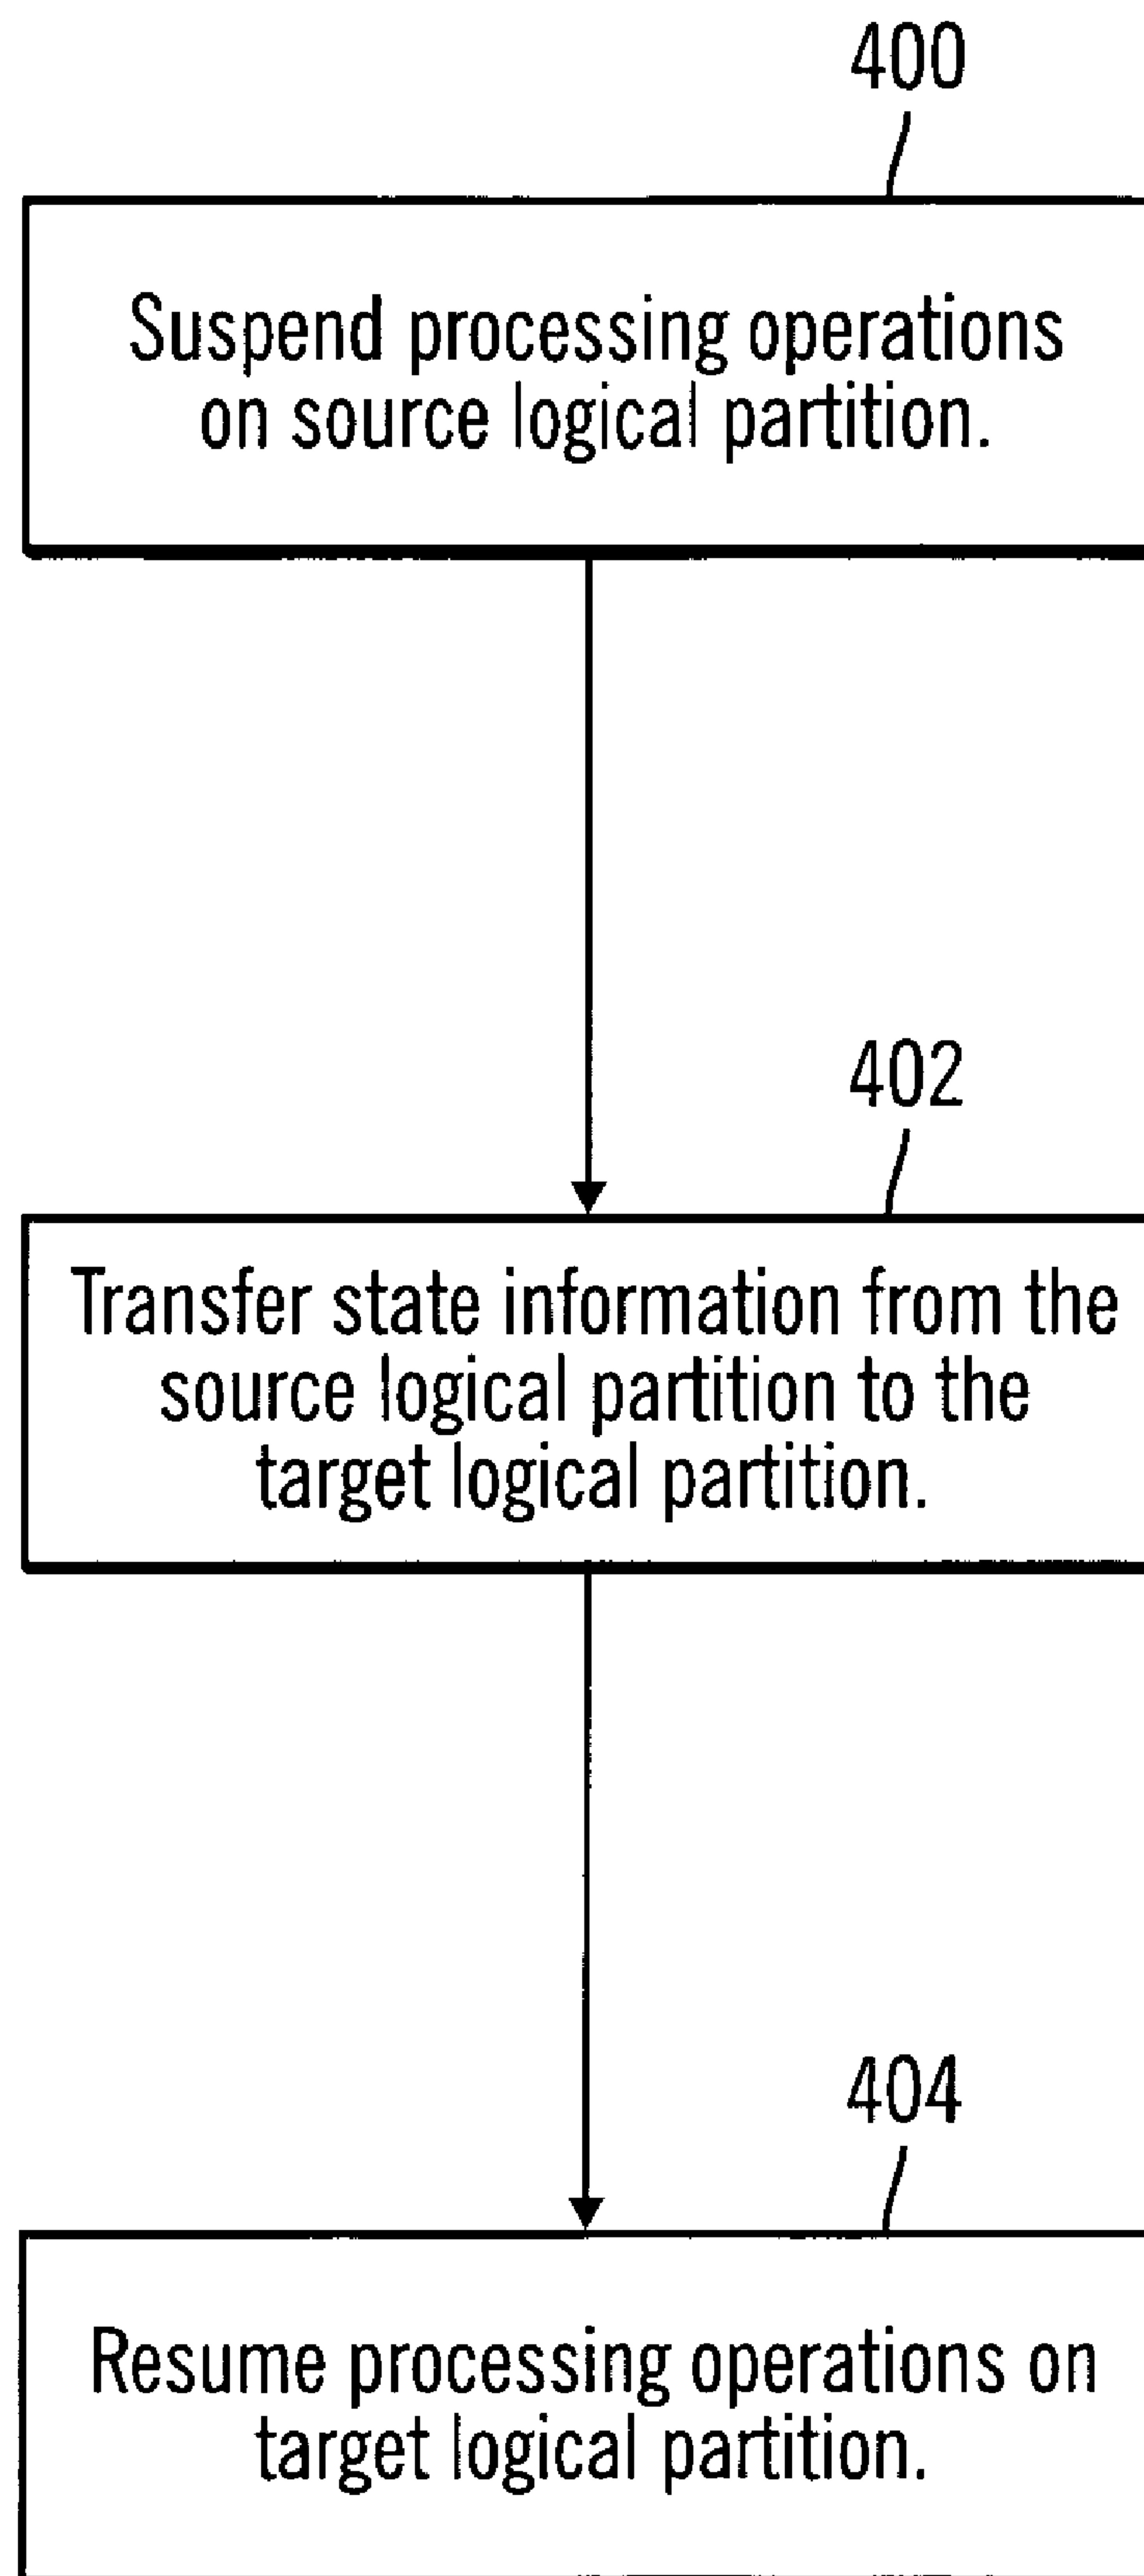 400
Suspend processing operations
on source logical partition.
402
Transfer state information from the
source logical partition to the
target logical partition.
404
Resume processing operations on
target logical partition.